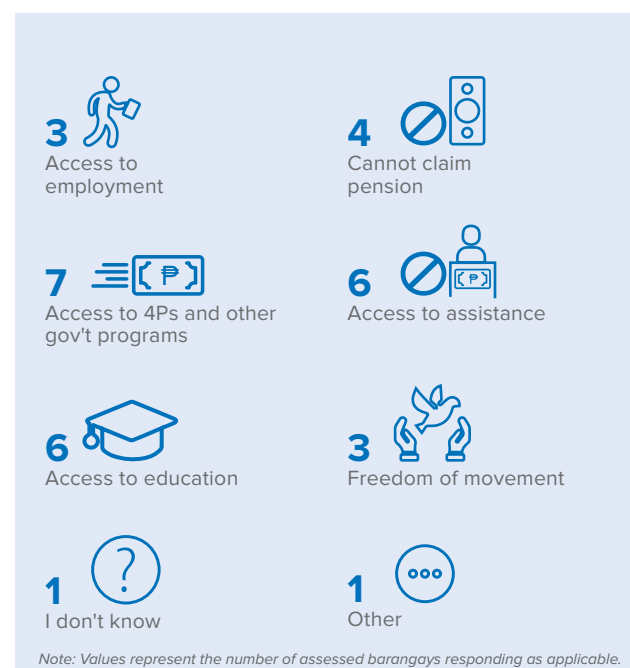 3
Access to
employment
4
Cannot claim
pension
7
₱
Access to 4Ps and other
gov't programs
6
₱
Access to assistance
6
Access to education
3
Freedom of movement
1
?
I don't know
1
Other
Note: Values represent the number of assessed barangays responding as applicable.